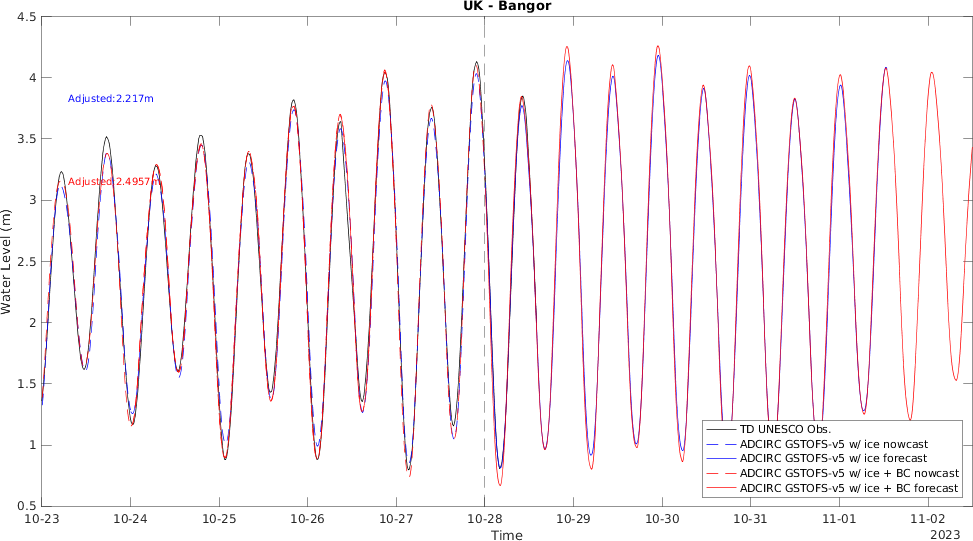 UK - Bangor
4.5
4
3.5
3
2.5
2
1.5
1
0.5
Water Level (m)
Adjusted:2.217m
Adjusted:2.4957m
TD UNESCO Obs.
ADCIRC GSTOFS-v5 w/ ice nowcast
ADCIRC GSTOFS-v5 w/ ice forecast
ADCIRC GSTOFS-v5 w/ ice + BC nowcast
ADCIRC GSTOFS-v5 w/ ice + BC forecast
10-23 10-24 10-25 10-26 10-27 10-28 10-29 10-30 10-31 11-01 11-02
Time
2023